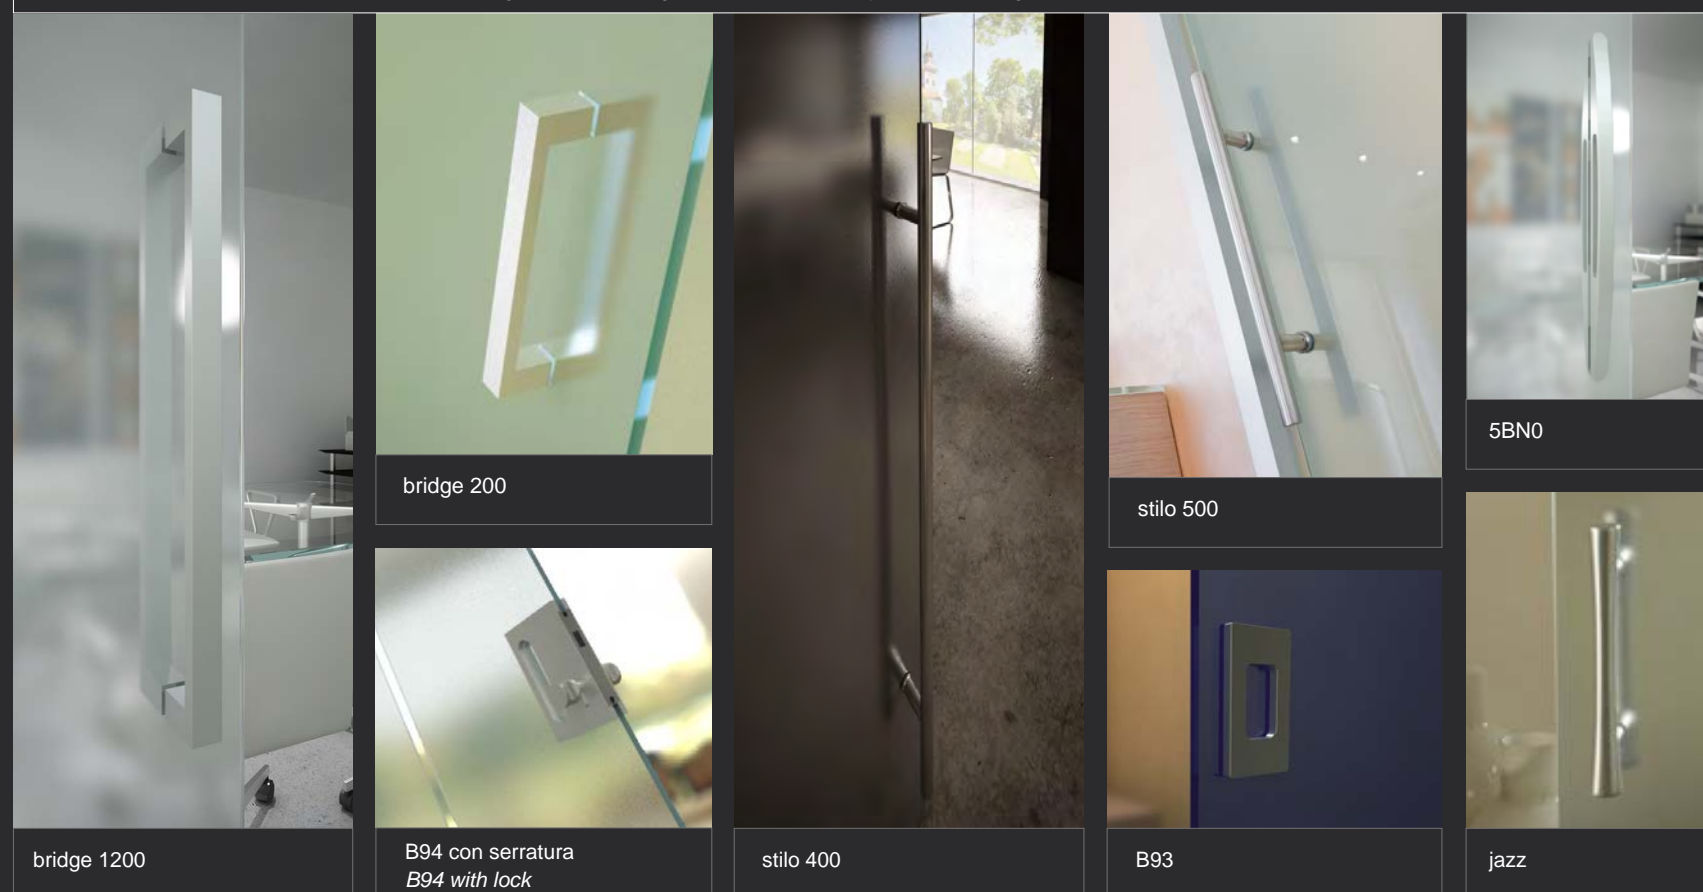 bridge 200
5BN0
stilo 500
bridge 1200
B94 con serratura
B94 with lock
stilo 400
B93
jazz